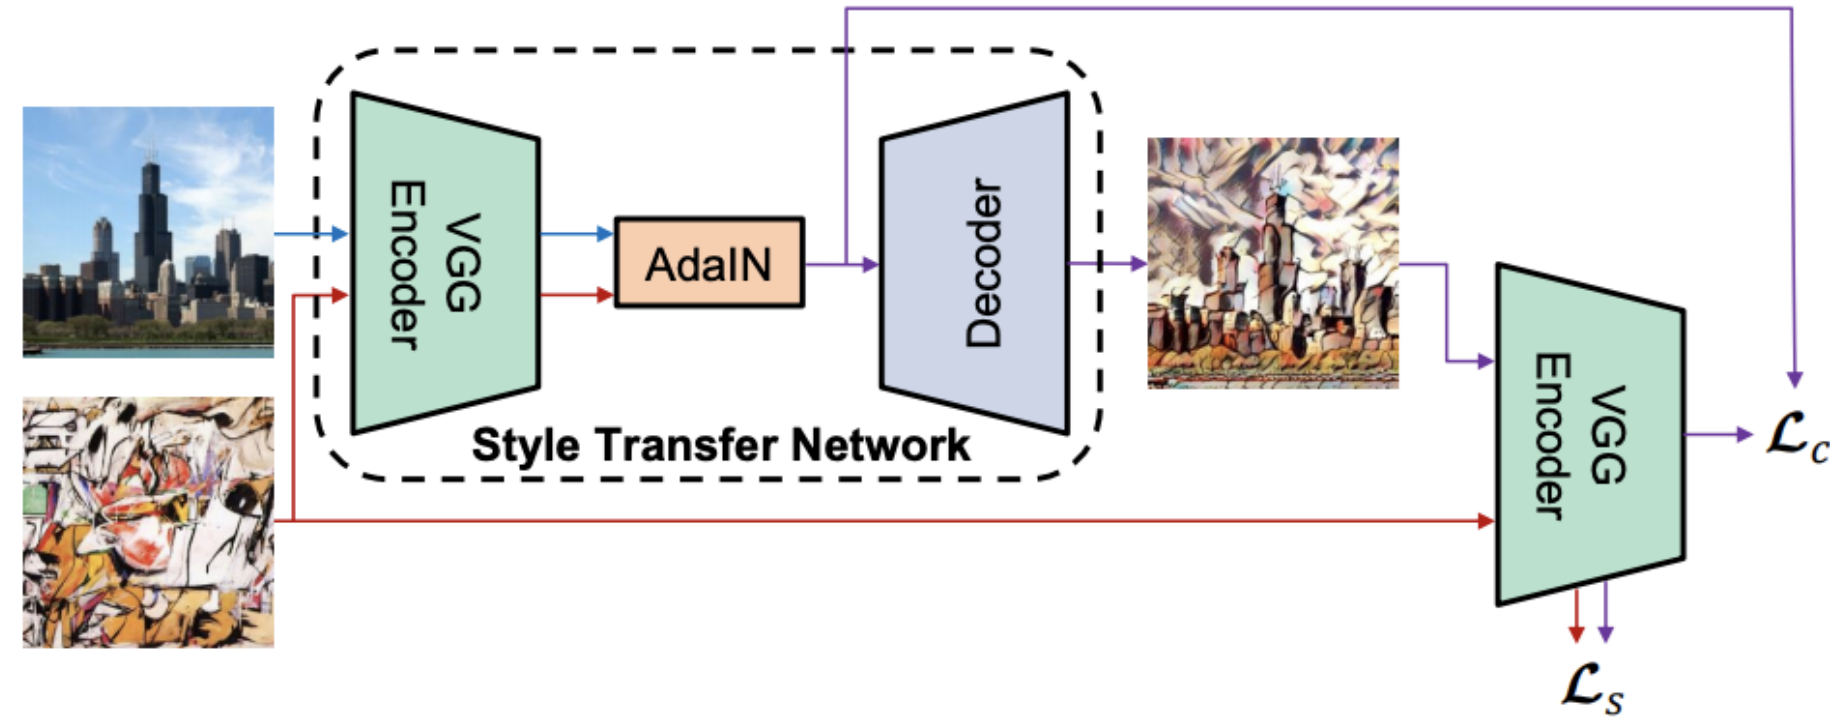 VGG
Encoder
AdaIN
Decoder
Style Transfer Network
VGG
Encoder
ℒc
ℒs